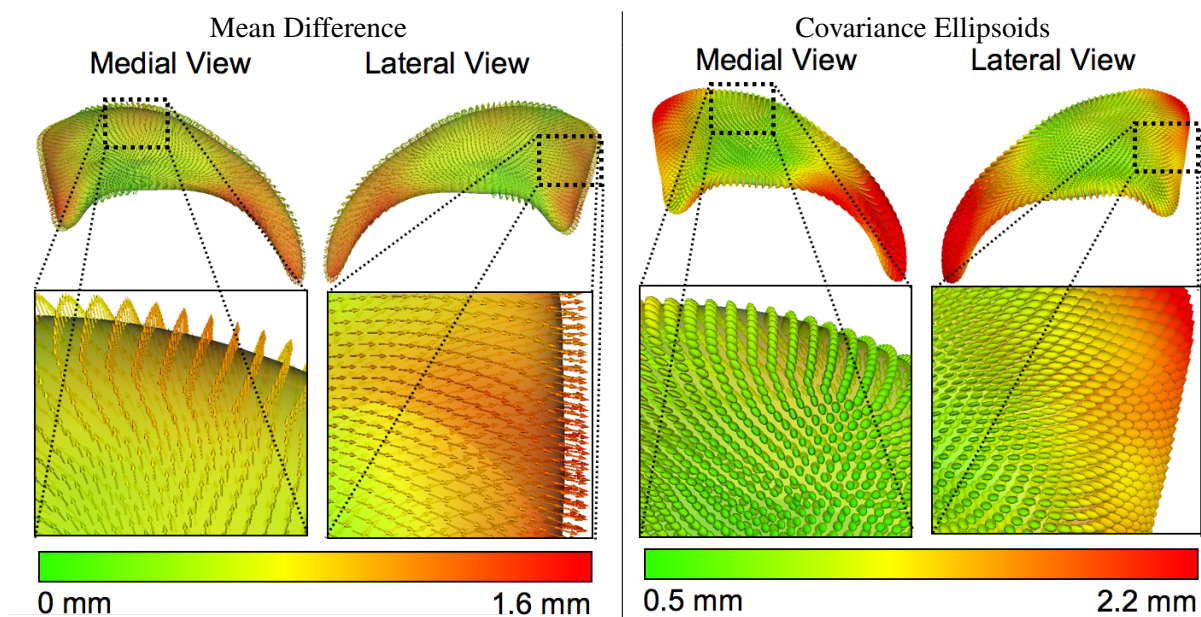 Mean Difference
Medial View Lateral View
0 mm 1.6 mm
Covariance Ellipsoids
Medial View Lateral View
0.5 mm 2.2 mm